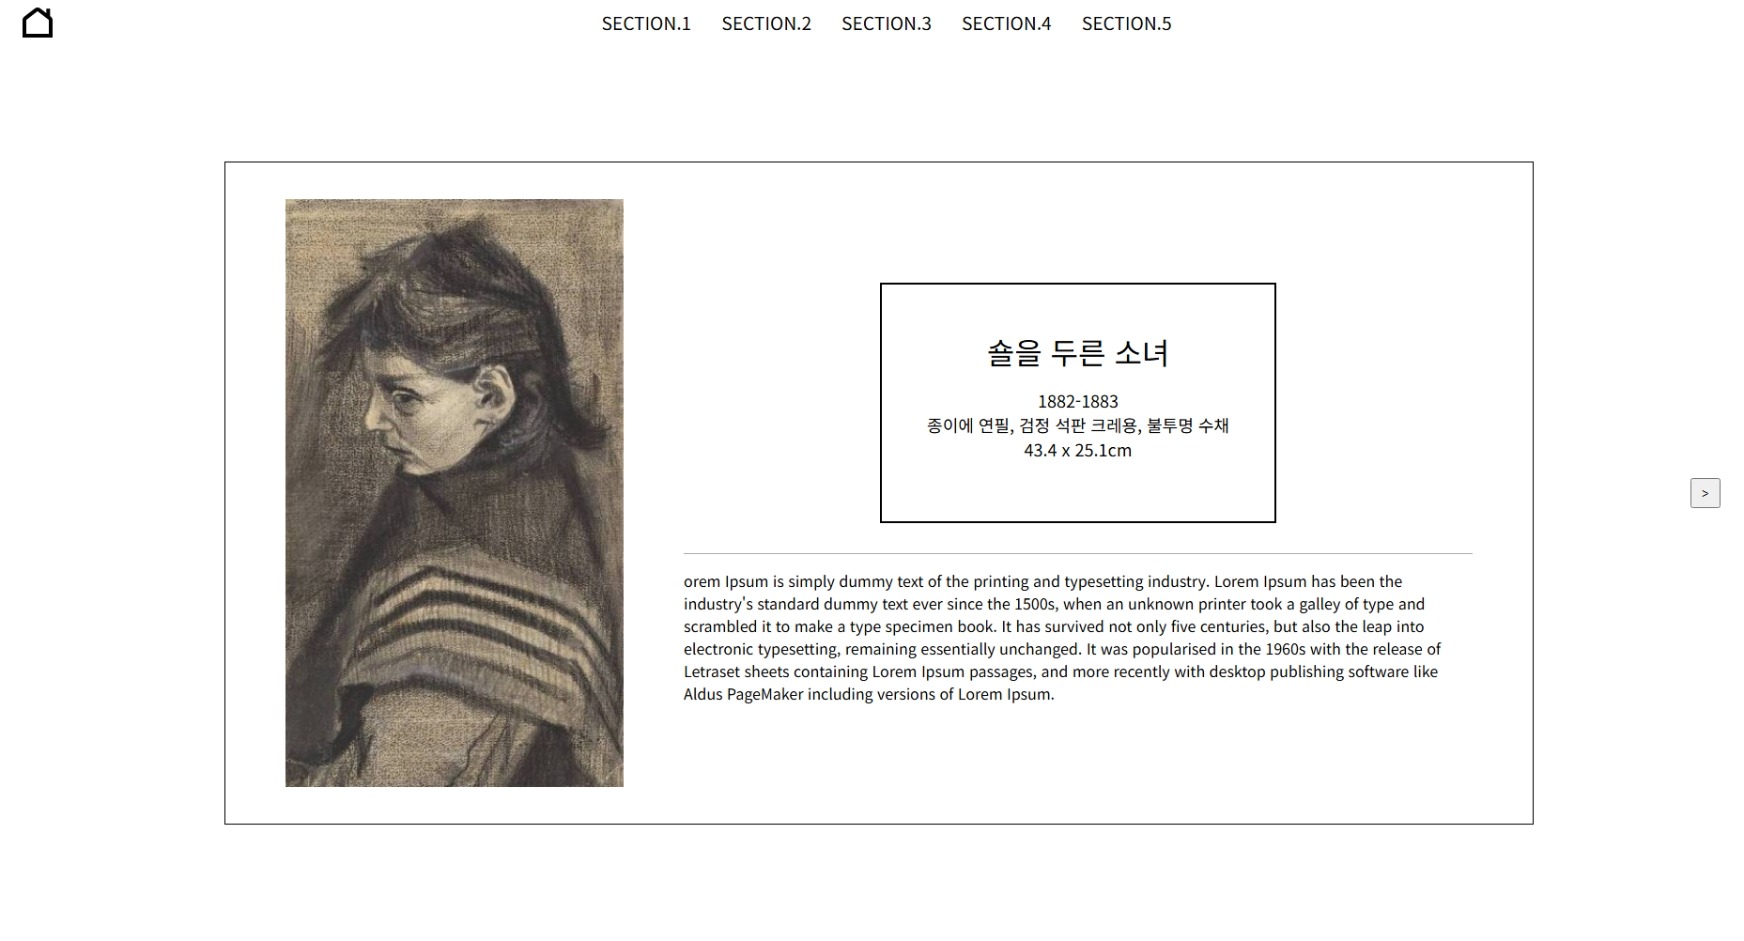 SECTION.1 SECTION.2 SECTION.3 SECTION.4 SECTION.5
숄을 두른 소녀
1882-1883
종이에 연필, 검정 석판 크레용, 불투명 수채
43.4 x 25.1cm
>
orem Ipsum is simply dummy text of the printing and typesetting industry. Lorem Ipsum has been the
industry's standard dummy text ever since the 1500s, when an unknown printer took a galley of type and
scrambled it to make a type specimen book. It has survived not only five centuries, but also the leap into
electronic typesetting, remaining essentially unchanged. It was popularised in the 1960s with the release of
Letraset sheets containing Lorem Ipsum passages, and more recently with desktop publishing software like
Aldus PageMaker including versions of Lorem Ipsum.